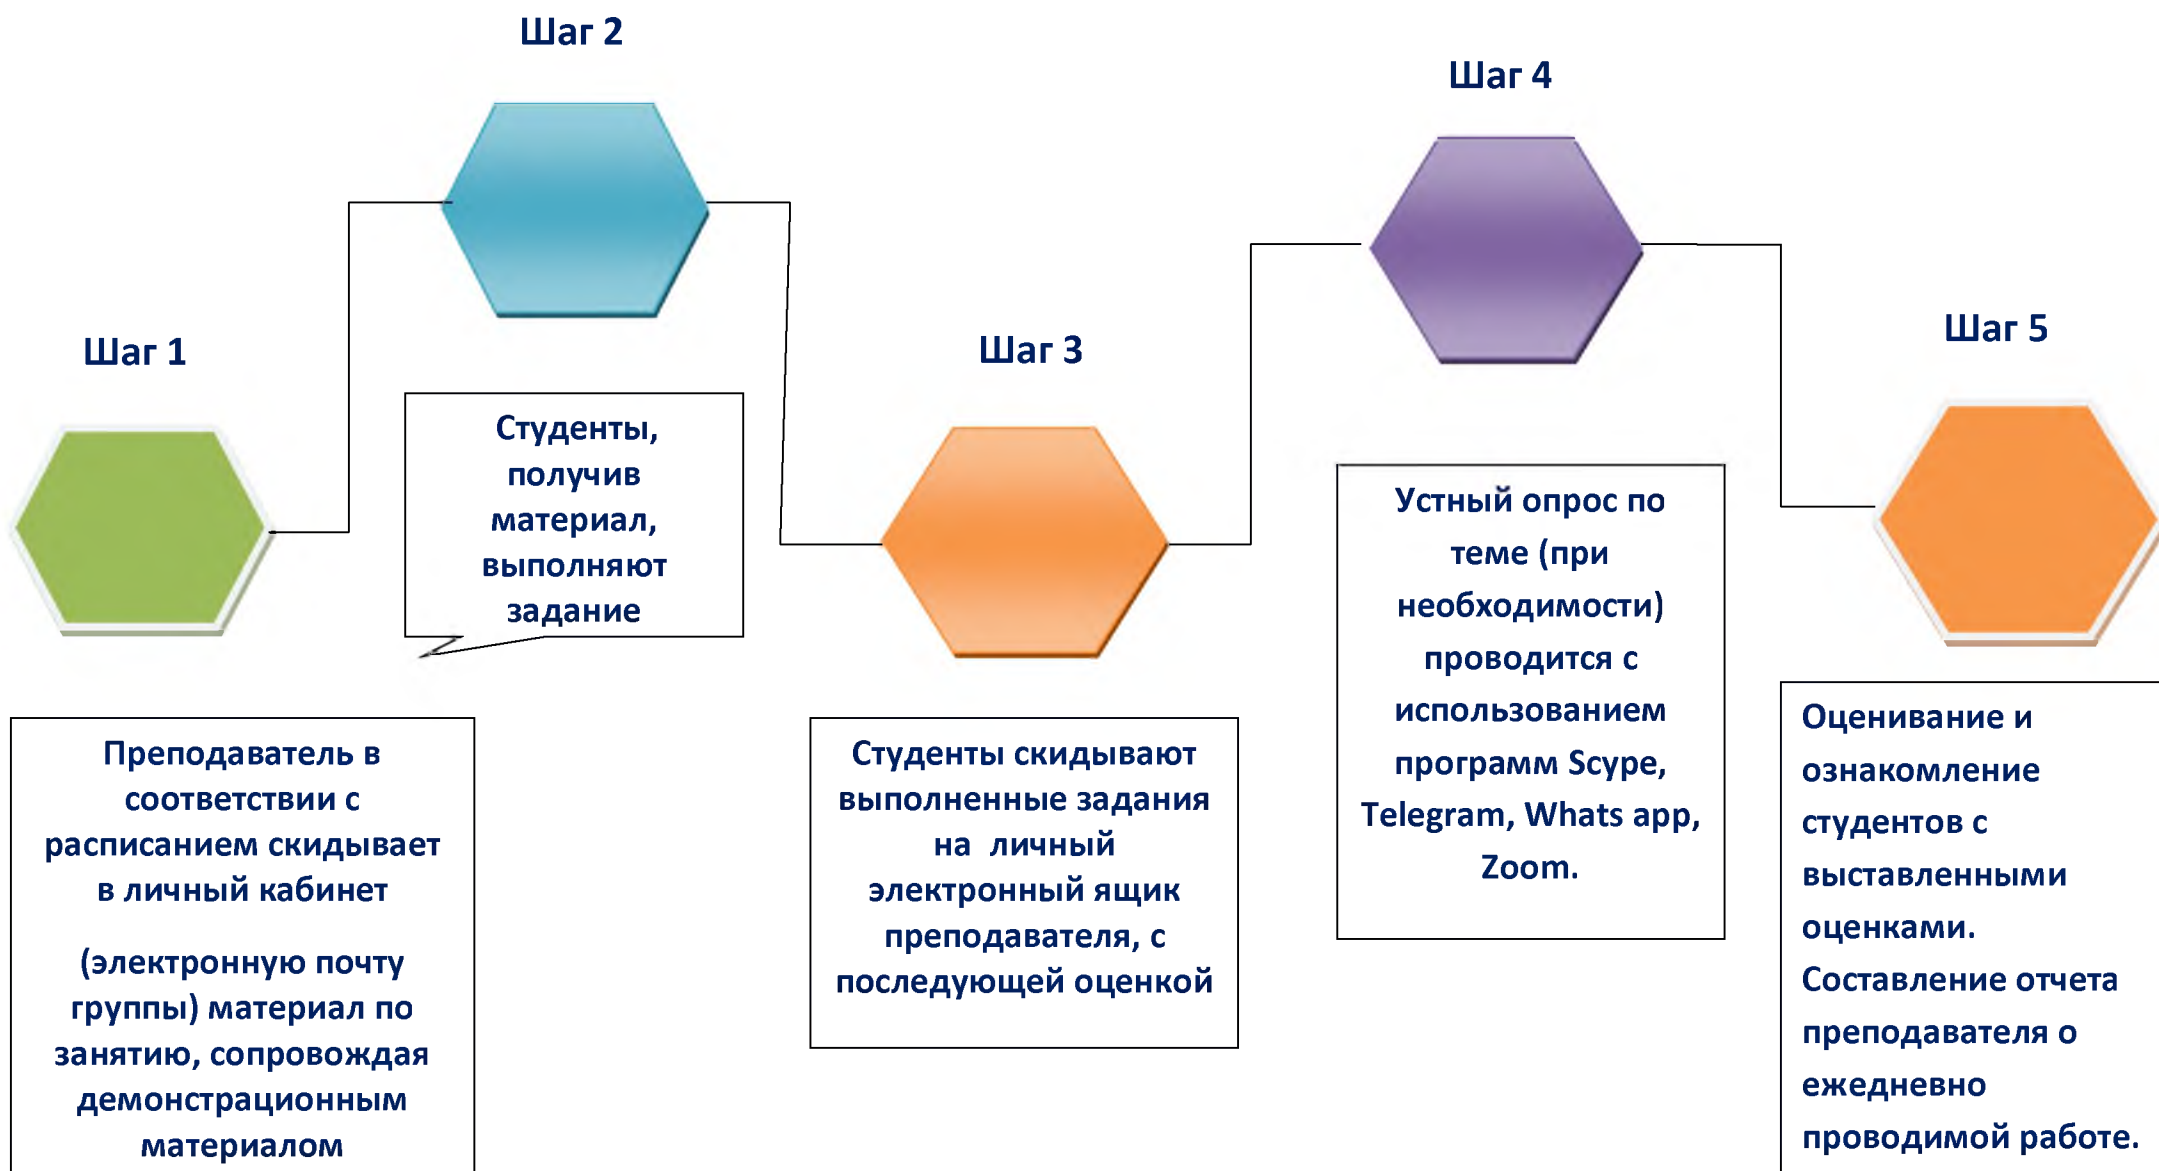 Шаг 1
Преподаватель в
соответствии с
расписанием скидывает
в личный кабинет
(электронную почту
группы) материал по
занятию, сопровождая
демонстрационным
материалом
Шаг 2
Студенты,
получив
материал,
выполняют
задание
Шаг 3
Студенты скидывают
выполненные задания
на личный
электронный ящик
преподавателя, с
последующей оценкой
Шаг 4
Устный опрос по
теме (при
необходимости)
проводится с
использованием
программ Scype,
Telegram, Whats app,
Zoom.
Шаг 5
Оценивание и
ознакомление
студентов с
выставленными
оценками.
Составление отчета
преподавателя о
ежедневно
проводимой работе.